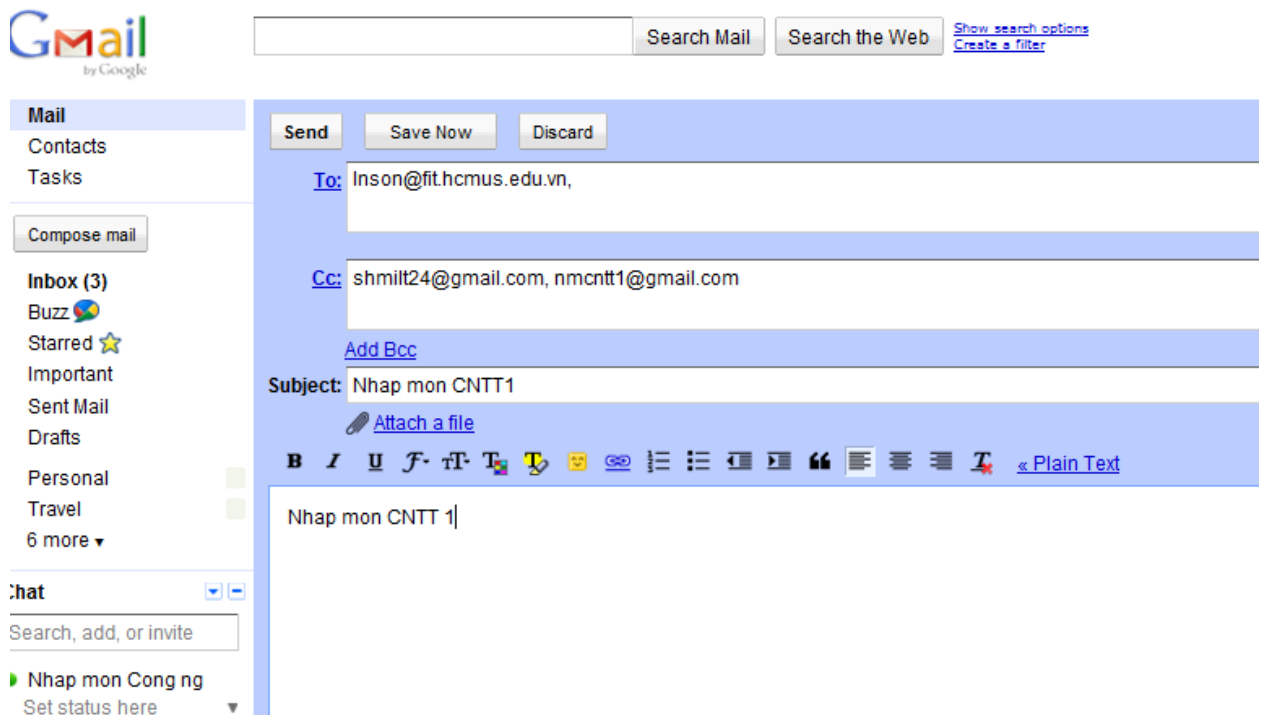 Gmail
by Google
Search Mail Search the Web Show search options
Create a filter
Mail
Contacts
Tasks
Compose mail
Inbox (3)
Buzz
Starred
Important
Sent Mail
Drafts
Personal
Travel
6 more
Chat
Search, add, or invite
Nhap mon Cong ng
Set status here
Send Save Now Discard
To: lnson@fit.hcmus.edu.vn,
Cc: shmilt24@gmail.com, nmcntt1@gmail.com
Add Bcc
Subject: Nhap mon CNTT1
Attach a file
B I U F TT T T T « Plain Text
Nhap mon CNTT 1